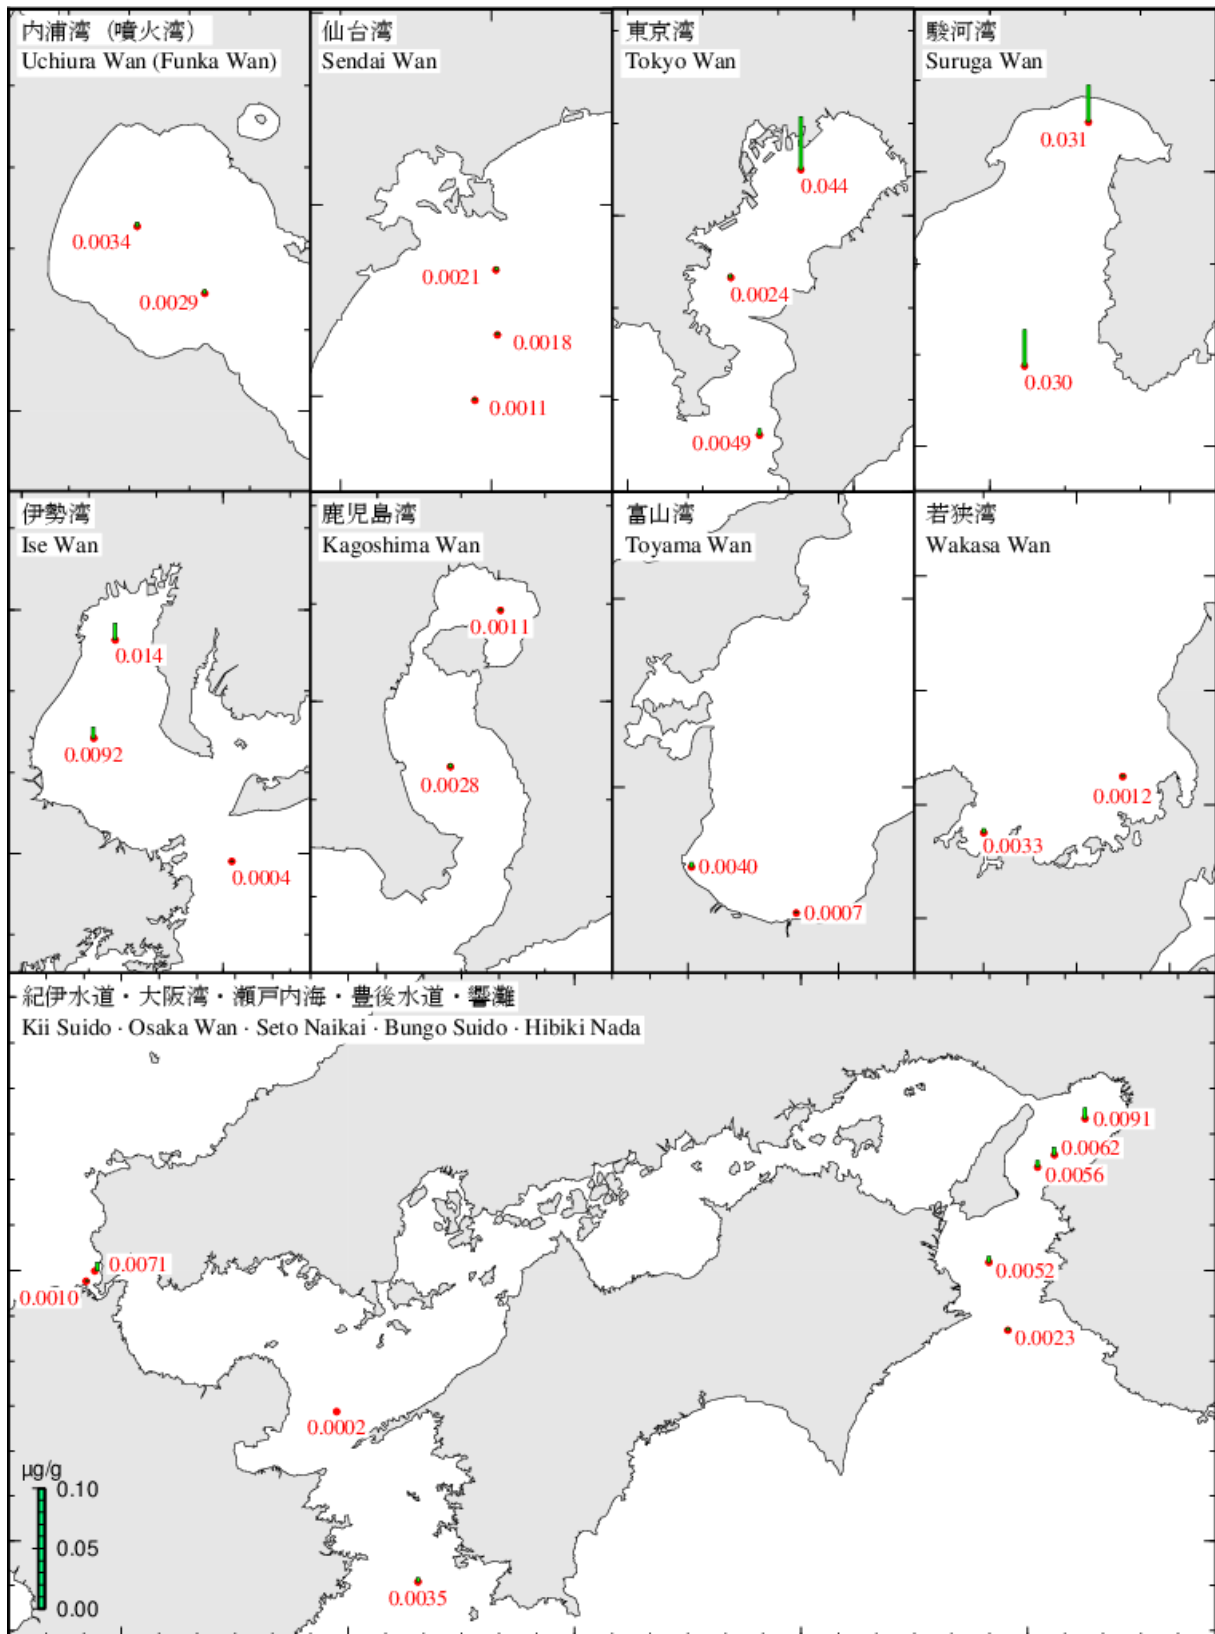 内浦湾（噴火湾）
Uchiura Wan (Funka Wan)
0.0034
0.0029
仙台湾
Sendai Wan
0.0021
0.0018
0.0011
東京湾
Tokyo Wan
0.044
0.0024
0.0049
駿河湾
Suruga Wan
0.031
0.030
伊勢湾
Ise Wan
0.014
0.0092
0.0004
鹿児島湾
Kagoshima Wan
0.0011
0.0028
富山湾
Toyama Wan
0.0040
0.0007
若狭湾
Wakasa Wan
0.0012
0.0033
紀伊水道・大阪湾・瀬戸内海・豊後水道・響灘
Kii Suido · Osaka Wan · Seto Naikai · Bungo Suido · Hibiki Nada
0.0091
0.0062
0.0056
0.0071
0.0052
0.0010
0.0023
0.0002
µg/g
0.10
0.05
0.00
0.0035